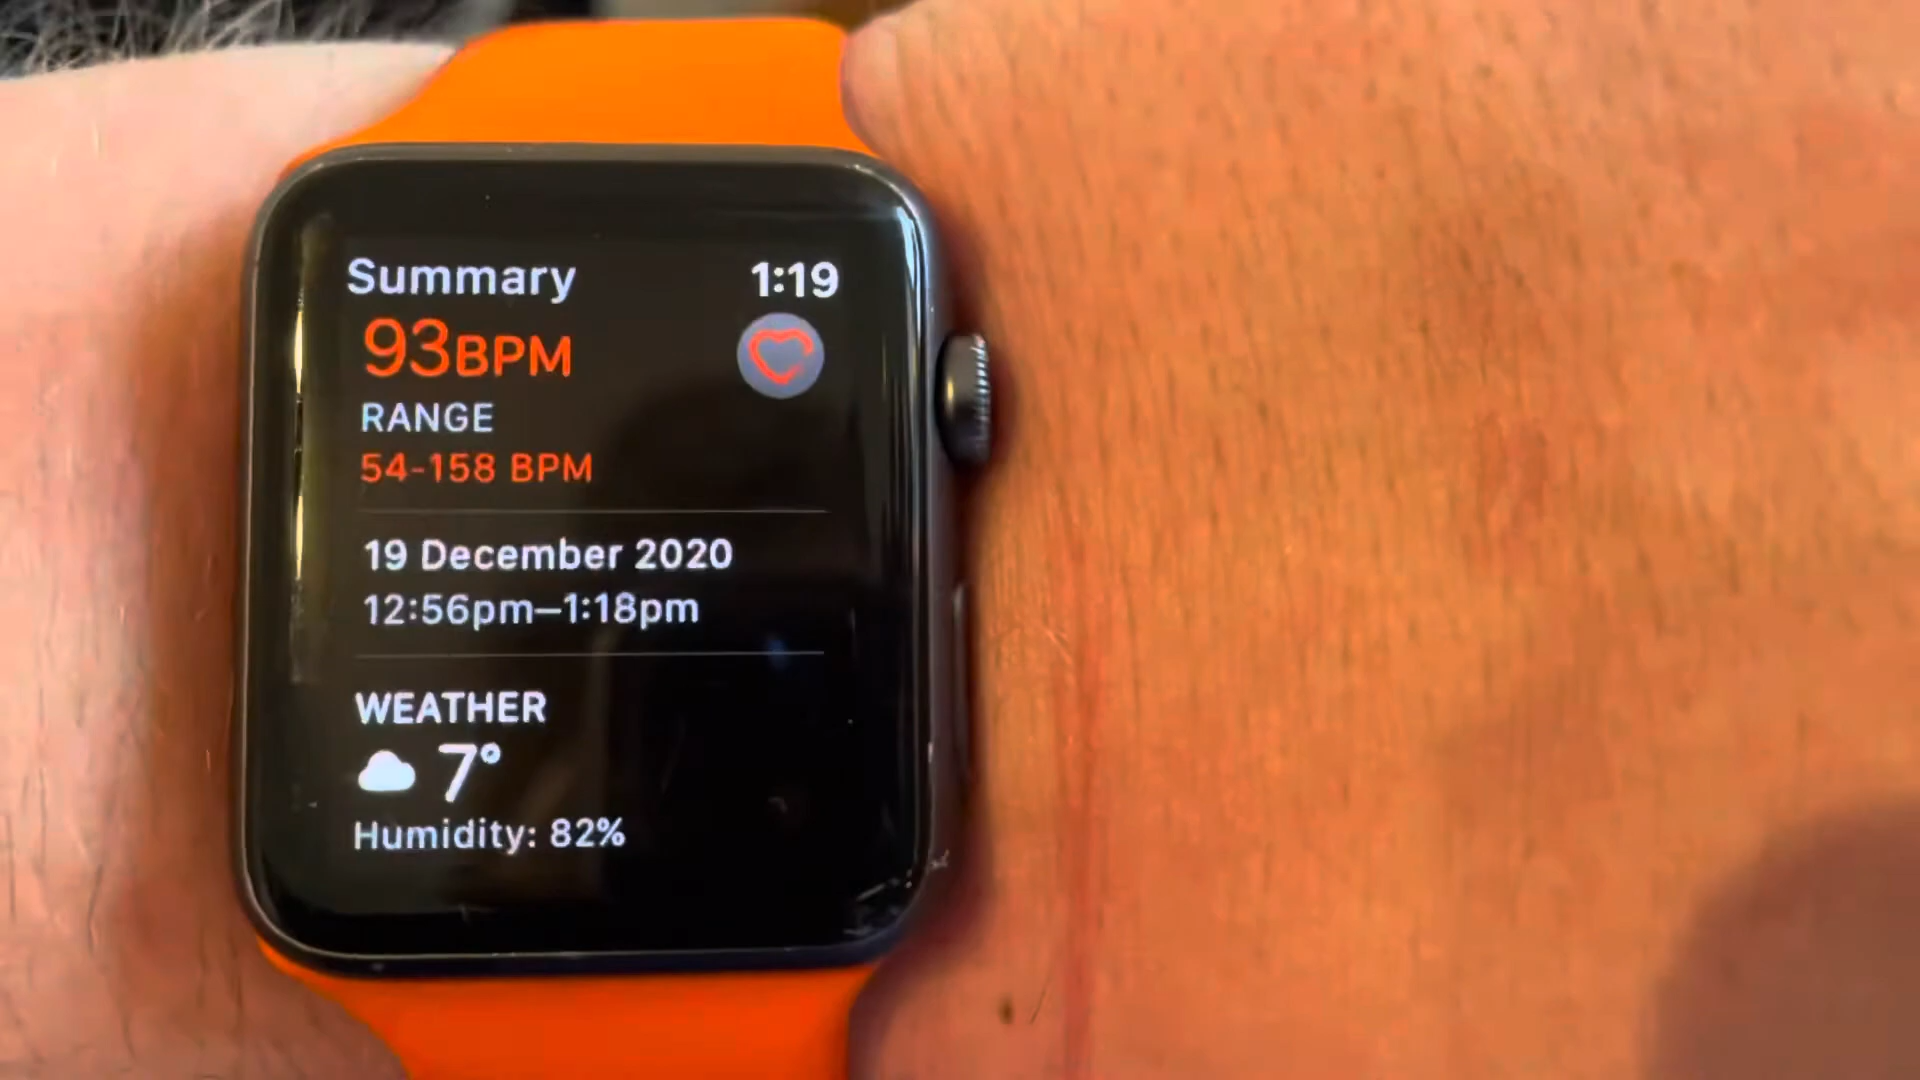 Summary 1:19
93BPM
RANGE
54-158 BPM
19 December 2020
12:56pm–1:18pm
WEATHER
7°
Humidity: 82%